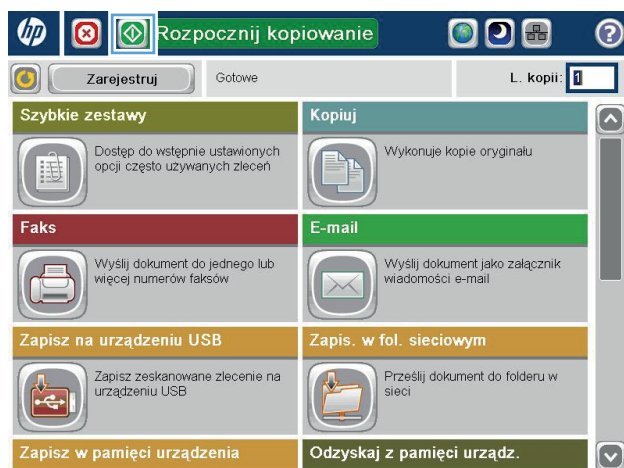 hp Rozpocznij kopiowanie ?
Zarejestruj Gotowe L. kopii: 1
Szybkie zestawy
Dostęp do wstępnie ustawionych
opcji często używanych zleceń
Kopiuj
Wykonuje kopie oryginału
Faks
Wyślij dokument do jednego lub
więcej numerów faksów
E-mail
Wyślij dokument jako załącznik
wiadomości e-mail
Zapisz na urządzeniu USB
Zapisz zeskanowane zlecenie na
urządzeniu USB
Zapis. w fol. sieciowym
Prześlij dokument do folderu w
sieci
Zapisz w pamięci urządzenia
Odzyskaj z pamięci urządz.